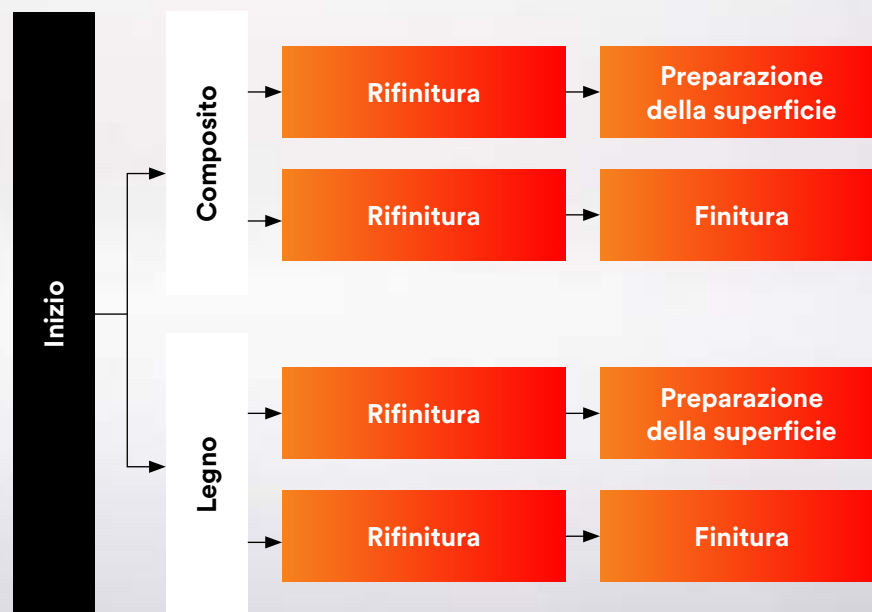 Inizio
Composito
Rifinitura
Preparazione
della superficie
Rifinitura
Finitura
Legno
Rifinitura
Preparazione
della superficie
Rifinitura
Finitura